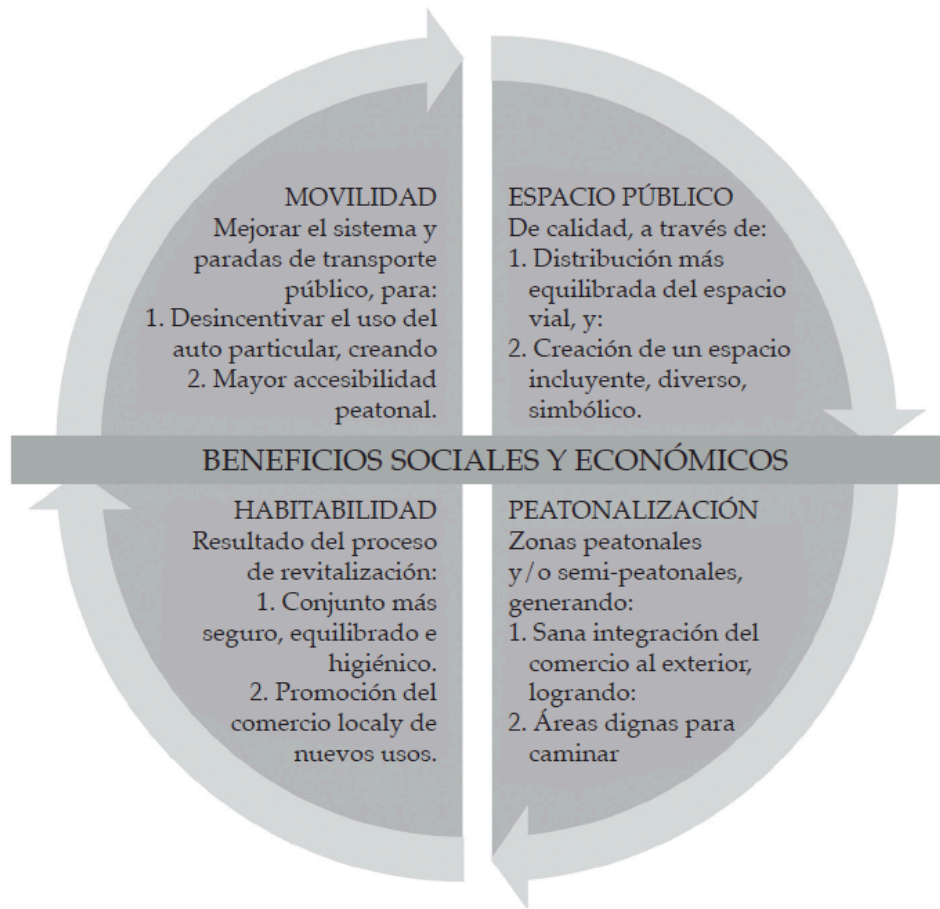 MOVILIDAD
Mejorar el sistema y
paradas de transporte
público, para:
1. Desincentivar el uso del
auto particular, creando
2. Mayor accesibilidad
peatonal.
ESPACIO PÚBLICO
De calidad, a través de:
1. Distribución más
equilibrada del espacio
vial, y:
2. Creación de un espacio
incluyente, diverso,
simbólico.
BENEFICIOS SOCIALES Y ECONÓMICOS
HABITABILIDAD
Resultado del proceso
de revitalización:
1. Conjunto más
seguro, equilibrado e
higiénico.
2. Promoción del
comercio localy de
nuevos usos.
PEATONALIZACIÓN
Zonas peatonales
y/o semi-peatonales,
generando:
1. Sana integración del
comercio al exterior,
logrando:
2. Áreas dignas para
caminar